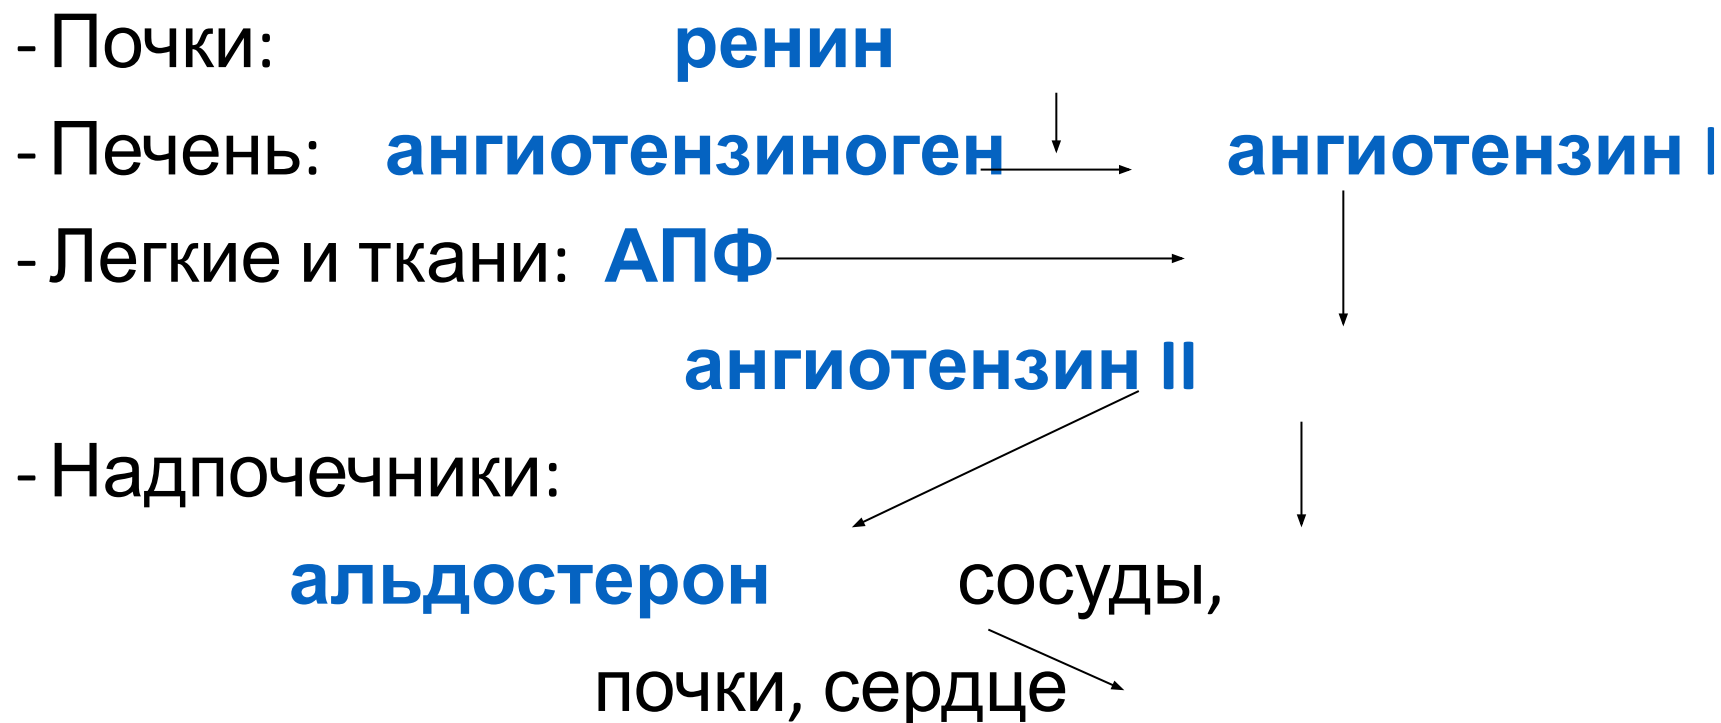 - Почки: ренин
- Печень: ангиотензиноген ангиотензин I
- Легкие и ткани: АПФ
ангиотензин II
- Надпочечники:
альдостерон сосуды,
почки, сердце